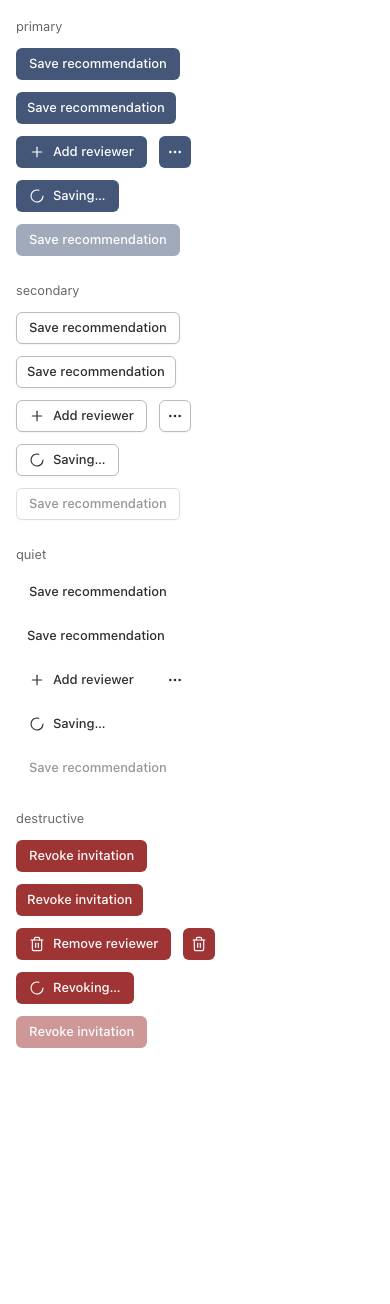 primary
Save recommendation
Save recommendation
Add reviewer
Saving...
Save recommendation
secondary
Save recommendation
Save recommendation
Add reviewer
Saving...
Save recommendation
quiet
Save recommendation
Save recommendation
Add reviewer
Saving...
Save recommendation
destructive
Revoke invitation
Revoke invitation
Remove reviewer
Revoking...
Revoke invitation